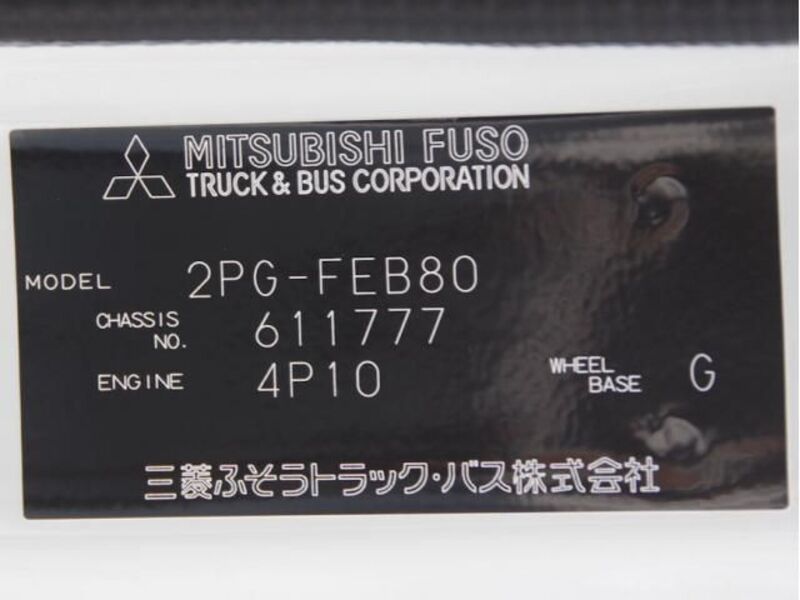 MITSUBISHI FUSO
TRUCK & BUS CORPORATION
MODEL 2PG-FEB80
CHASSIS NO. 611777
ENGINE 4P10 WHEEL BASE G
三菱ふそうトラック・バス株式会社